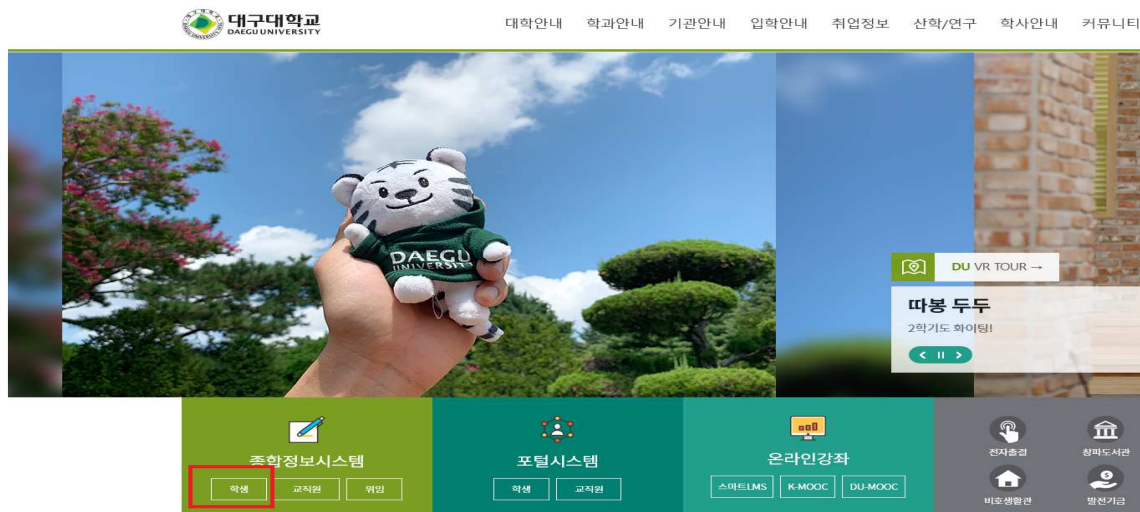 대구대학교
DAEGU UNIVERSITY
대학안내 학과안내 기관안내 입학안내 취업정보 산학/연구 학사안내 커뮤니티
DAEGU
UNIVERSITY
DU VR TOUR →
따봉 두두
2학기도 화이팅!
종합정보시스템
학생 교직원 위임
포털시스템
학생 교직원
온라인강좌
스마트LMS K-MOOC DU-MOOC
전자출결 창파도서관
비호생활관 발전기금